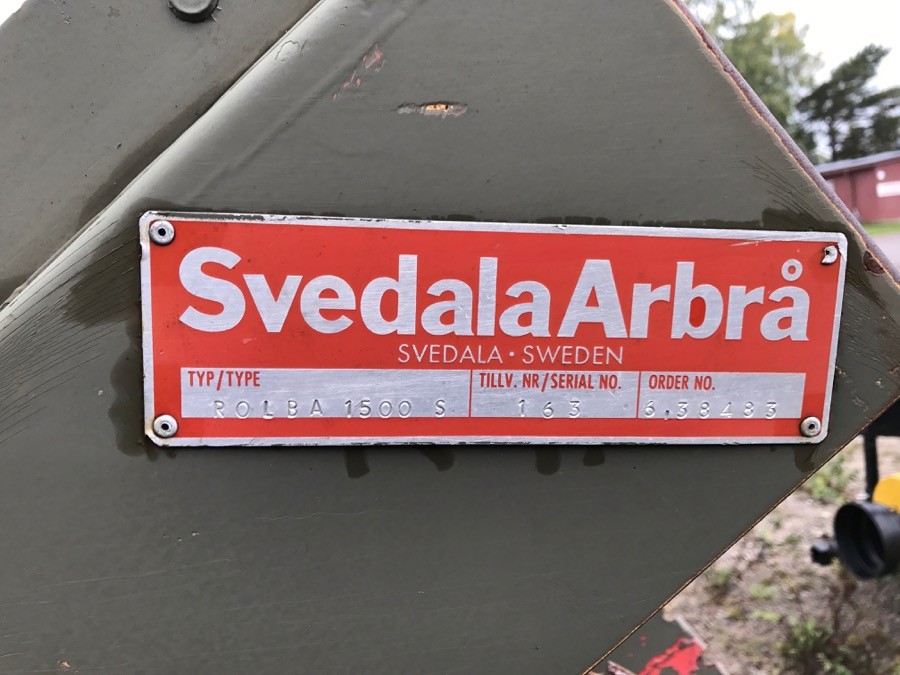 SvedalaArbrå
SVEDALA · SWEDEN
TYP/TYPE TILLV. NR/SERIAL NO. ORDER NO.
ROLBA 1500 S 163 6,38483